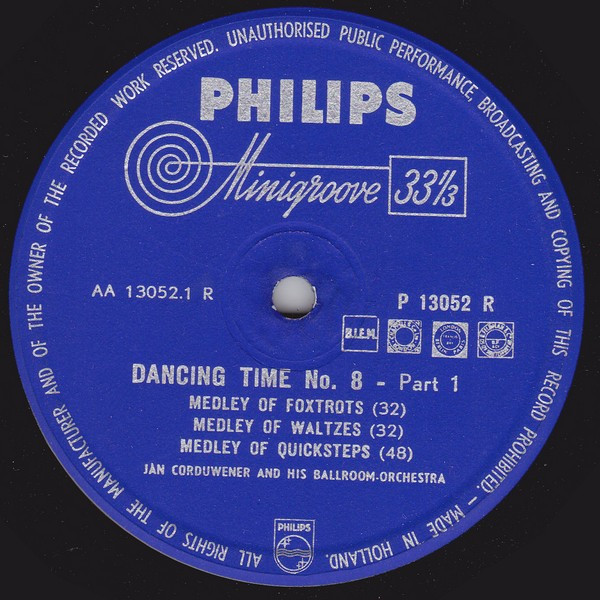 ALL RIGHTS OF THE MANUFACTURER AND OF THE OWNER OF THE RECORDED WORK RESERVED. UNAUTHORISED PUBLIC PERFORMANCE, BROADCASTING AND COPYING OF THIS RECORD PROHIBITED. – MADE IN HOLLAND.
PHILIPS
Minigroove 33⅓
AA 13052.1 R
P 13052 R
B.I.E.M.
DANCING TIME No. 8 - Part 1
MEDLEY OF FOXTROTS (32)
MEDLEY OF WALTZES (32)
MEDLEY OF QUICKSTEPS (48)
JAN CORDUWENER AND HIS BALLROOM-ORCHESTRA
PHILIPS